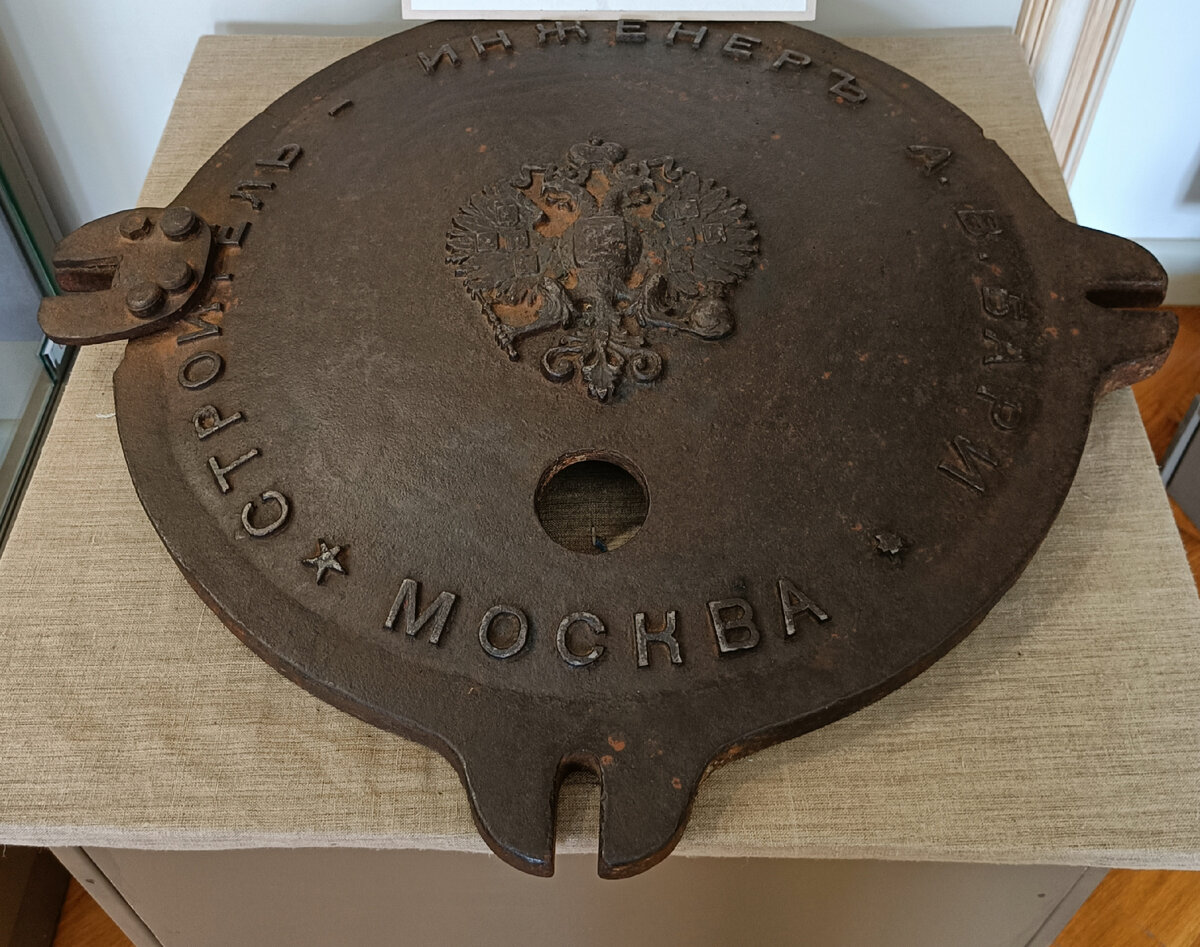 СТРОИТЕЛЬ - ИНЖЕНЕРЪ А. В. БАРИ
МОСКВА